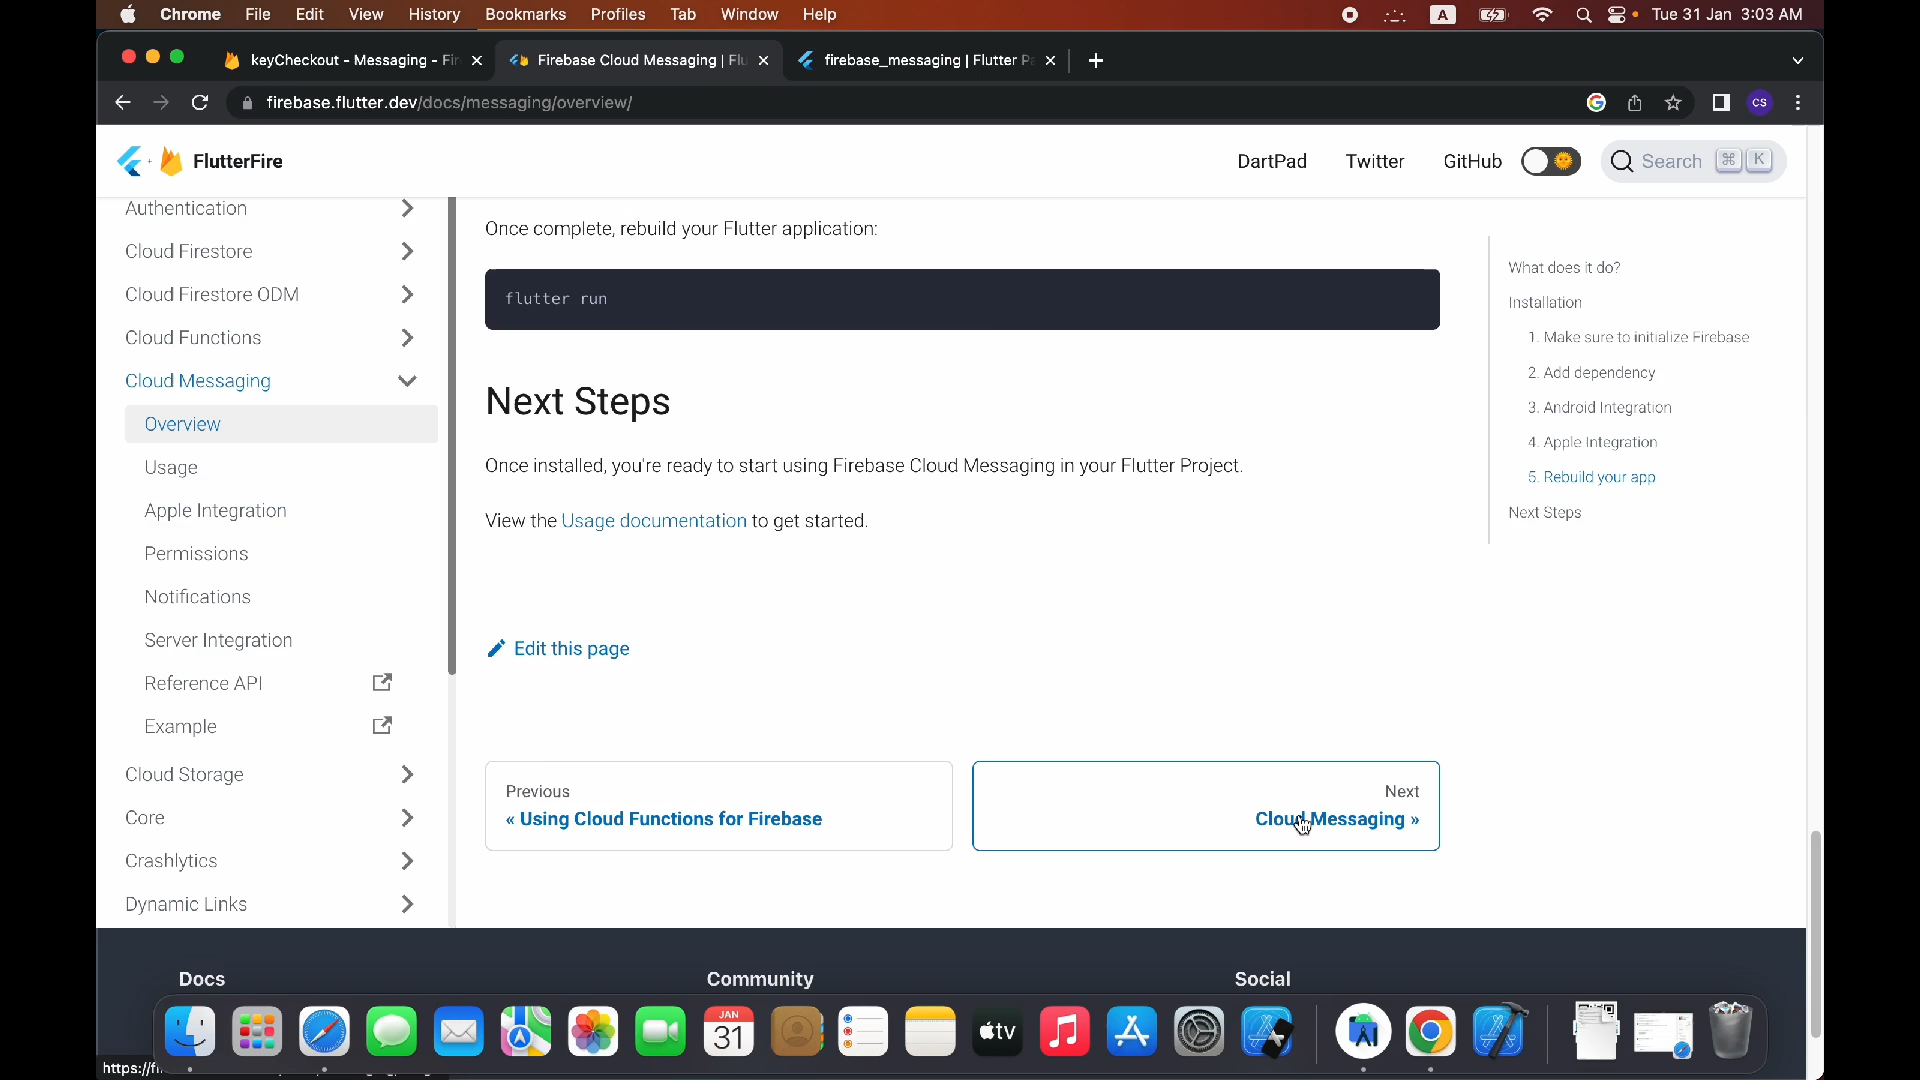 Chrome File Edit View History Bookmarks Profiles Tab Window Help
A
Tue 31 Jan 3:03 AM
keyCheckout - Messaging - Fir
Firebase Cloud Messaging | Flu
firebase_messaging | Flutter Pa
firebase.flutter.dev/docs/messaging/overview/
CS
FlutterFire
DartPad Twitter GitHub
Search ⌘ K
Authentication
Cloud Firestore
Cloud Firestore ODM
Cloud Functions
Cloud Messaging
Overview
Usage
Apple Integration
Permissions
Notifications
Server Integration
Reference API
Example
Cloud Storage
Core
Crashlytics
Dynamic Links
Once complete, rebuild your Flutter application:
flutter run
Next Steps
Once installed, you're ready to start using Firebase Cloud Messaging in your Flutter Project.
View the Usage documentation to get started.
Edit this page
Previous
« Using Cloud Functions for Firebase
Next
Cloud Messaging »
What does it do?
Installation
1. Make sure to initialize Firebase
2. Add dependency
3. Android Integration
4. Apple Integration
5. Rebuild your app
Next Steps
Docs
Community
Social
JAN
31
tv